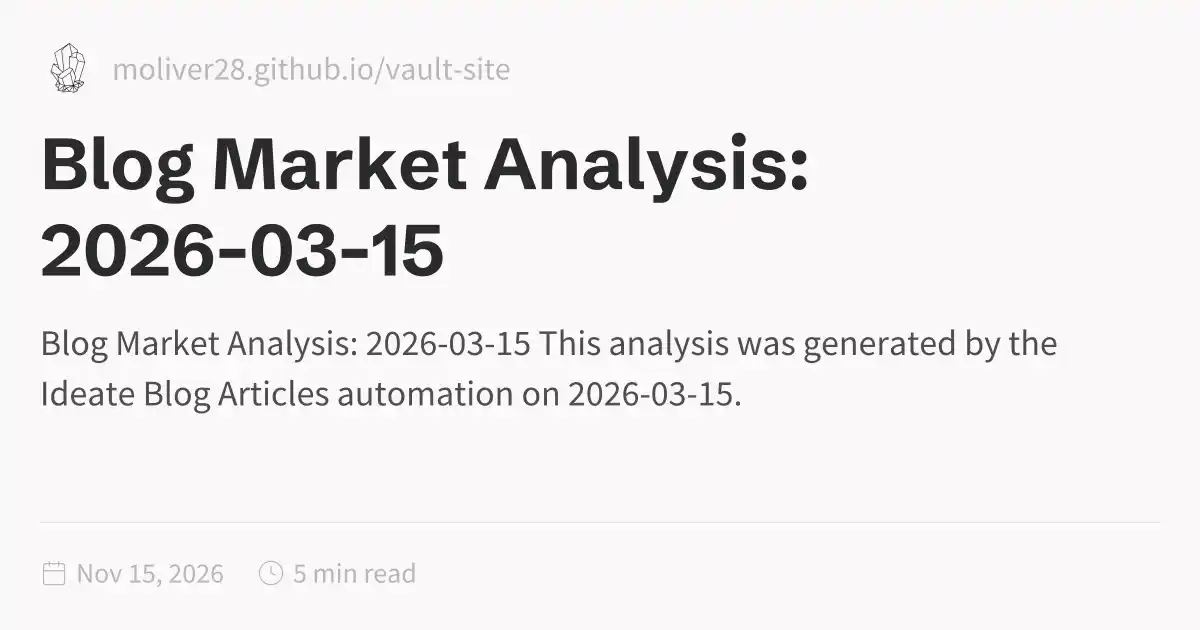 moliver28.github.io/vault-site
Blog Market Analysis:
2026-03-15
Blog Market Analysis: 2026-03-15 This analysis was generated by the
Ideate Blog Articles automation on 2026-03-15.
Nov 15, 2026 5 min read